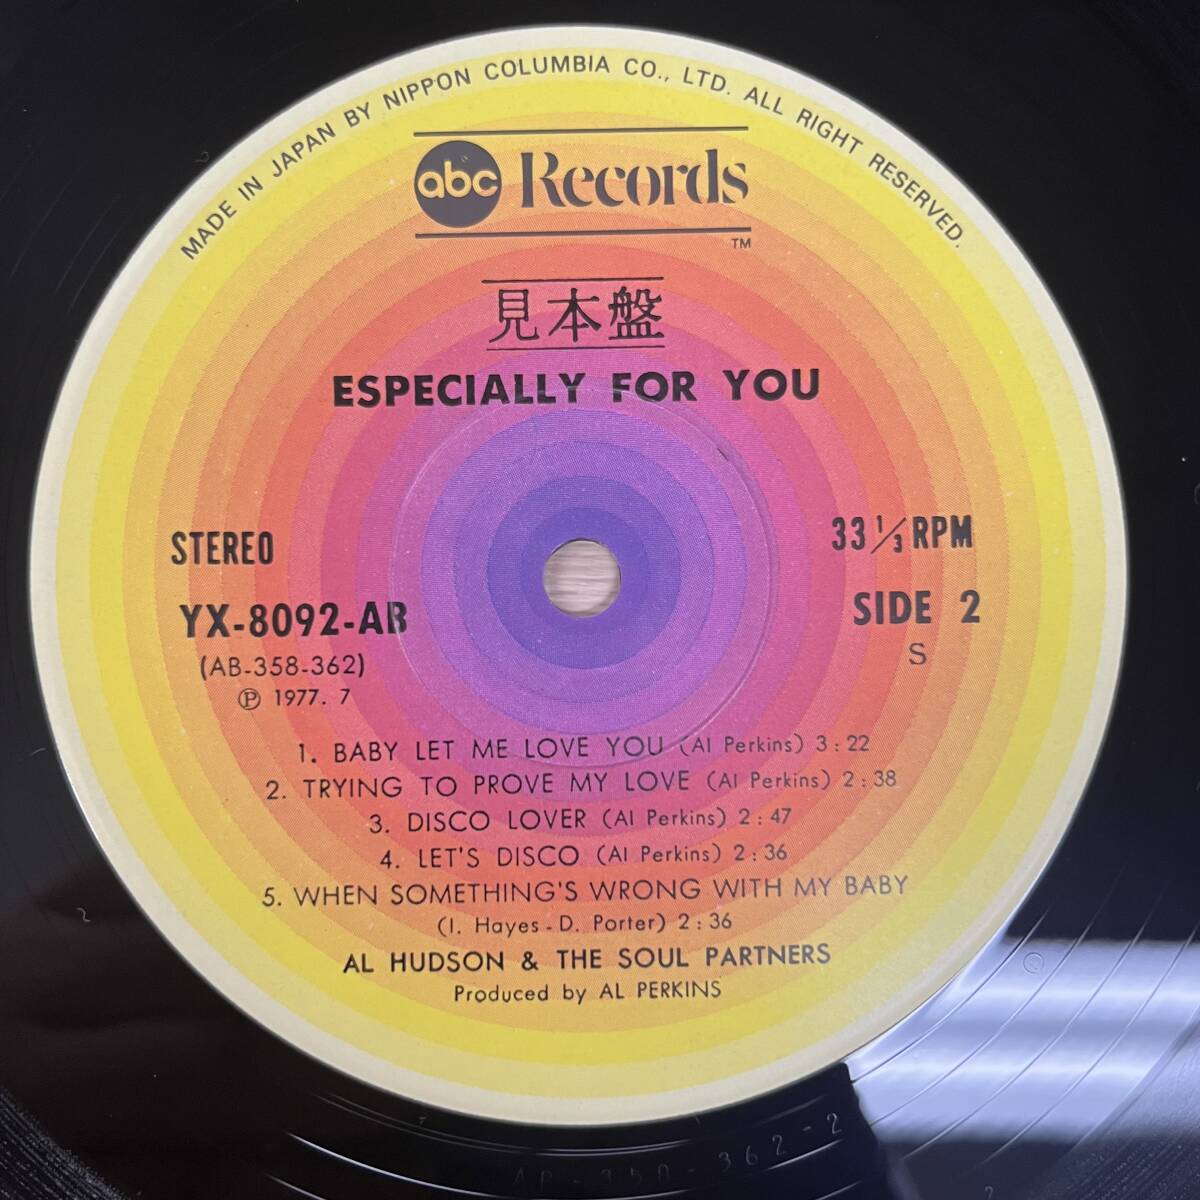 MADE IN JAPAN BY NIPPON COLUMBIA CO., LTD. ALL RIGHT RESERVED.
abc Records
TM
見本盤
ESPECIALLY FOR YOU
STEREO
33 1/3 RPM
YX-8092-AB
SIDE 2
(AB-358-362)
S
℗ 1977. 7
1. BABY LET ME LOVE YOU (Al Perkins) 3:22
2. TRYING TO PROVE MY LOVE (Al Perkins) 2:38
3. DISCO LOVER (Al Perkins) 2:47
4. LET'S DISCO (Al Perkins) 2:36
5. WHEN SOMETHING'S WRONG WITH MY BABY
(I. Hayes - D. Porter) 2:36
AL HUDSON & THE SOUL PARTNERS
Produced by AL PERKINS